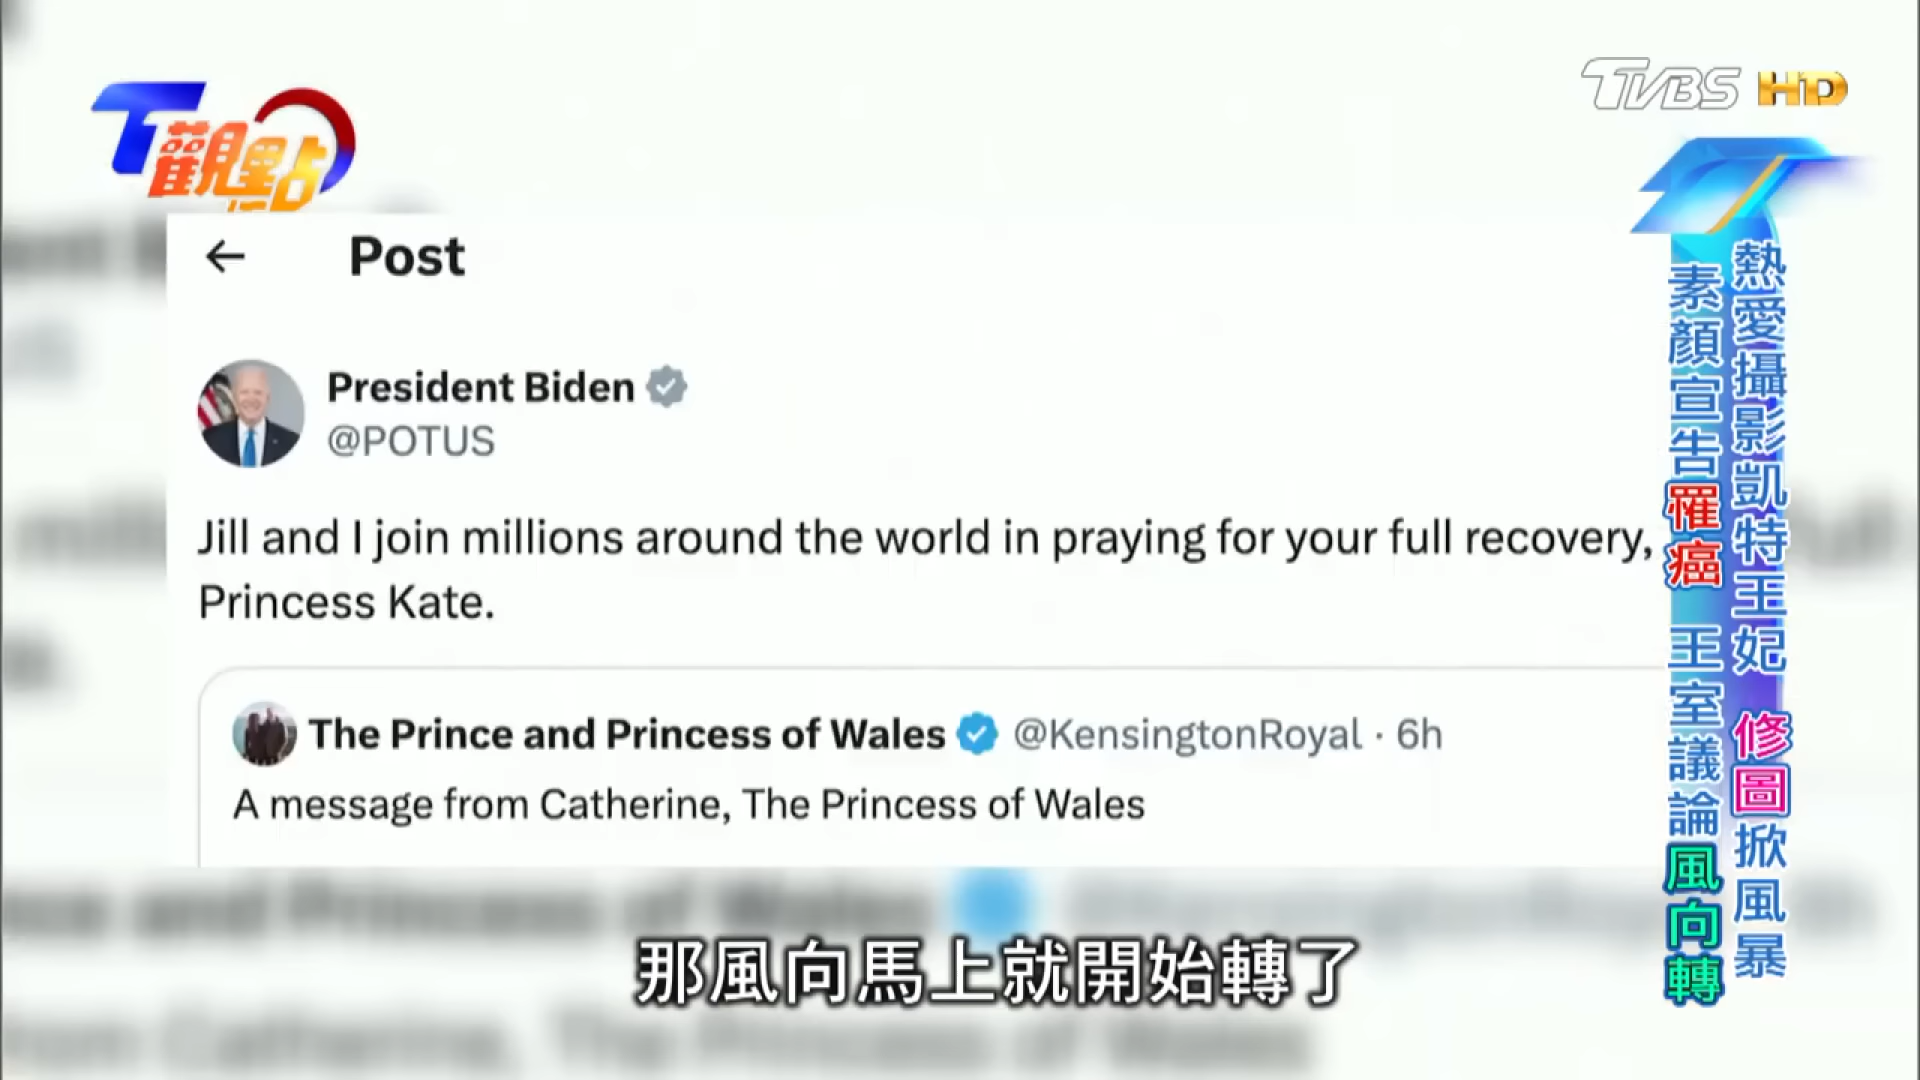 T觀點
TVBS HD
← Post
President Biden
@POTUS
Jill and I join millions around the world in praying for your full recovery,
Princess Kate.
The Prince and Princess of Wales @KensingtonRoyal · 6h
A message from Catherine, The Princess of Wales
熱愛攝影凱特王妃 修圖掀風暴
素顏宣告罹癌 王室議論風向轉
那風向馬上就開始轉了